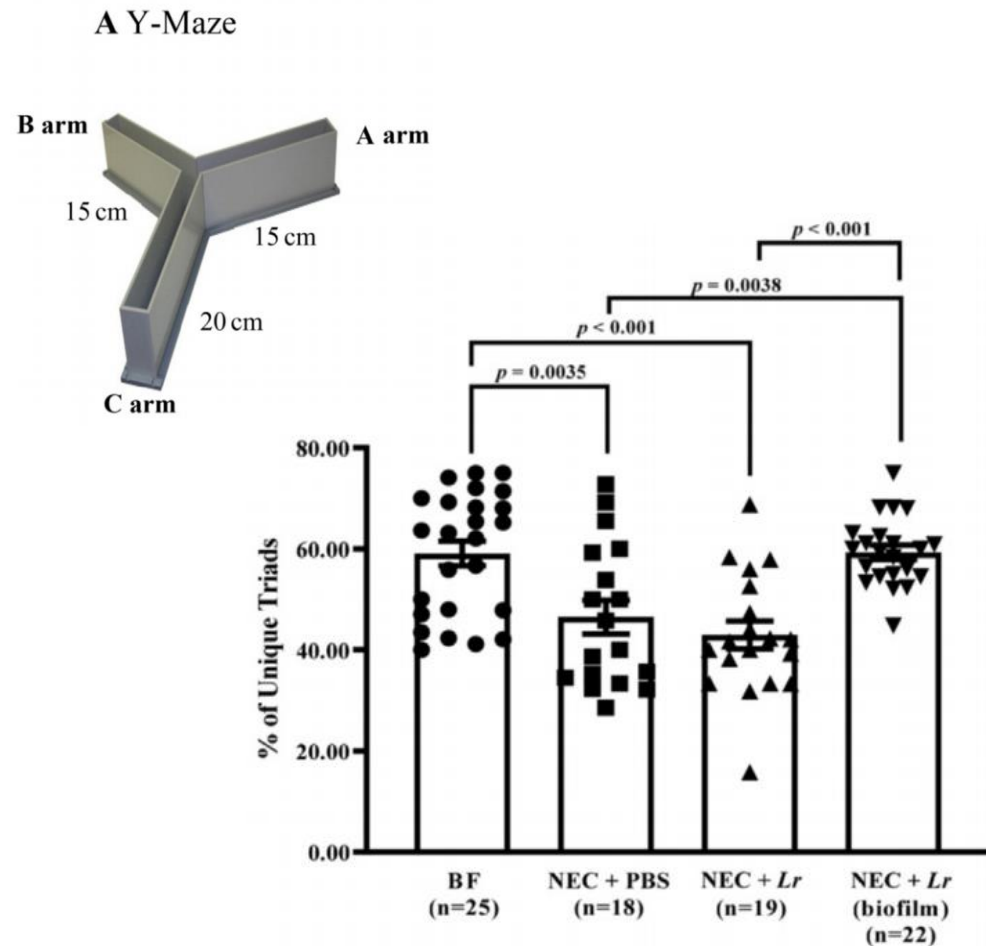 A Y-Maze
B arm
A arm
15 cm
15 cm
20 cm
C arm
p < 0.001
p = 0.0038
p < 0.001
p = 0.0035
% of Unique Triads
80.00
60.00
40.00
20.00
0.00
BF
(n=25)
NEC + PBS
(n=18)
NEC + Lr
(n=19)
NEC + Lr
(biofilm)
(n=22)